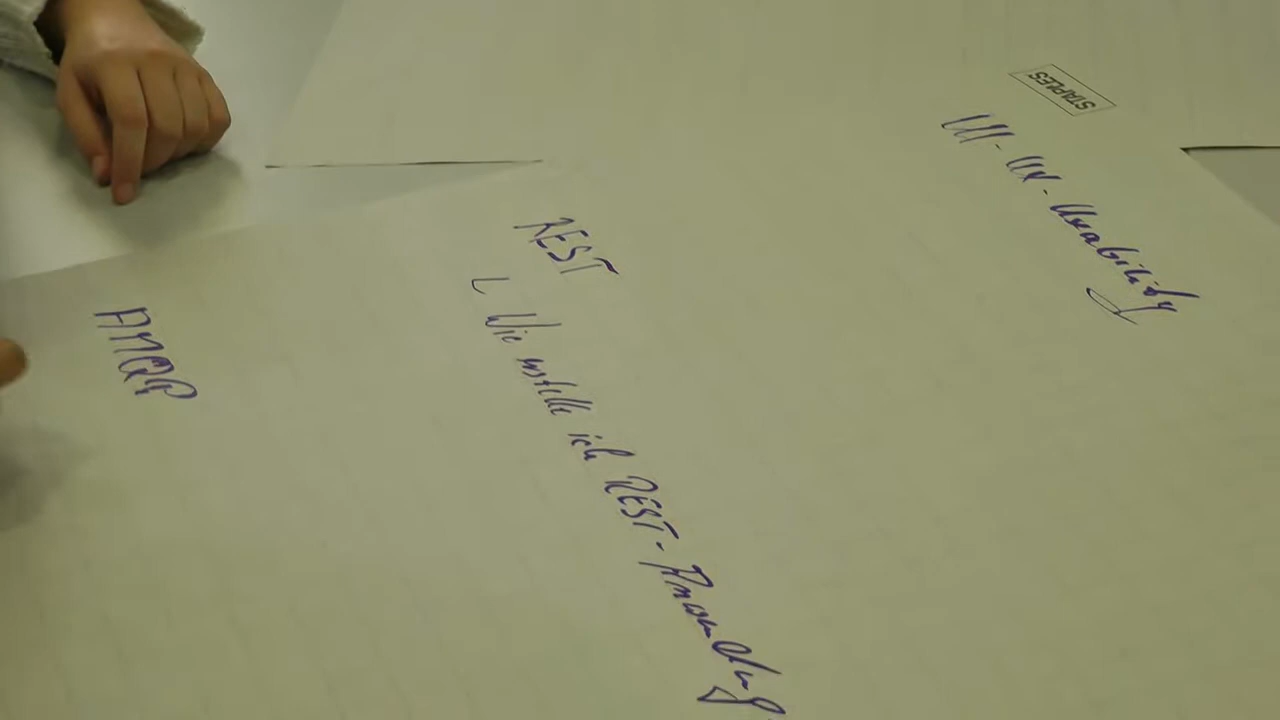 STAPLES
UI-UX-Usability
REST
Wie erstelle ich REST-Anwendung
AMQP